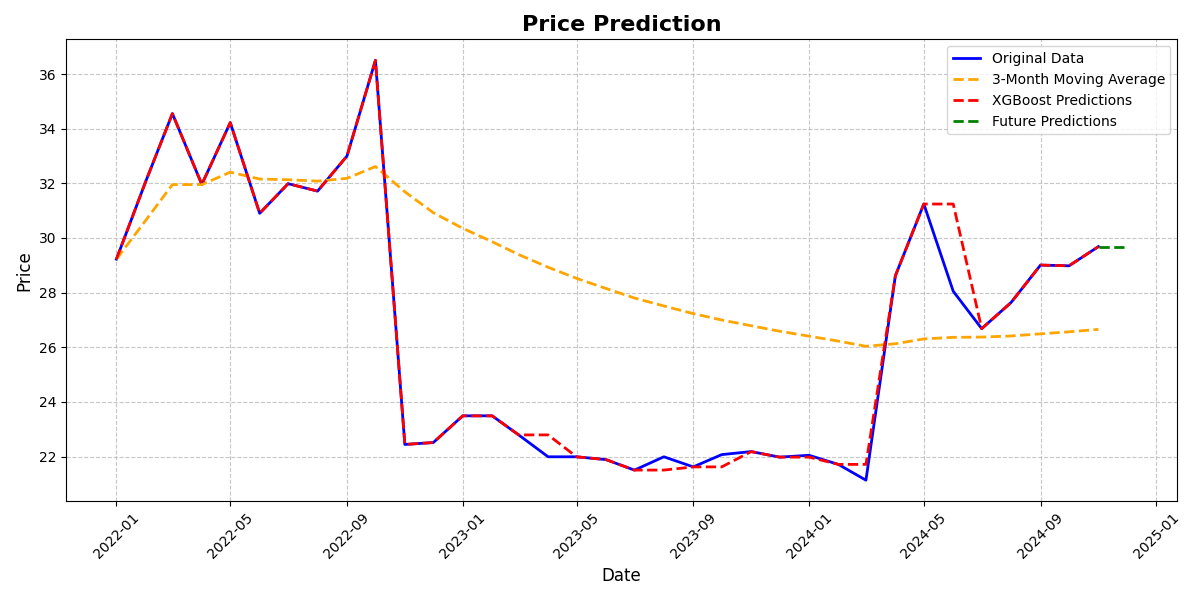 Price Prediction
Original Data
3-Month Moving Average
XGBoost Predictions
Future Predictions
Price
36
34
32
30
28
26
24
22
2022-01
2022-05
2022-09
2023-01
2023-05
2023-09
2024-01
2024-05
2024-09
2025-01
Date